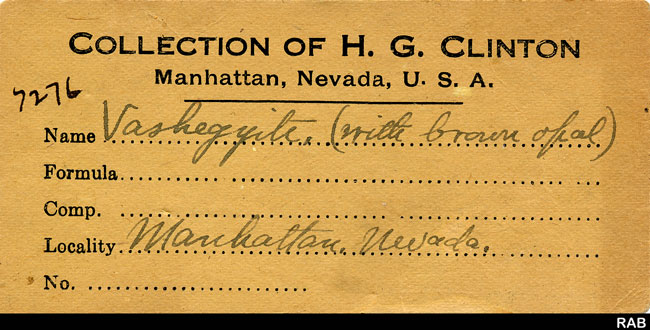 COLLECTION OF H. G. CLINTON
Manhattan, Nevada, U. S. A.
7276
Name Vashegyite. (with brown opal)
Formula
Comp.
Locality Manhattan, Nevada.
No.
RAB